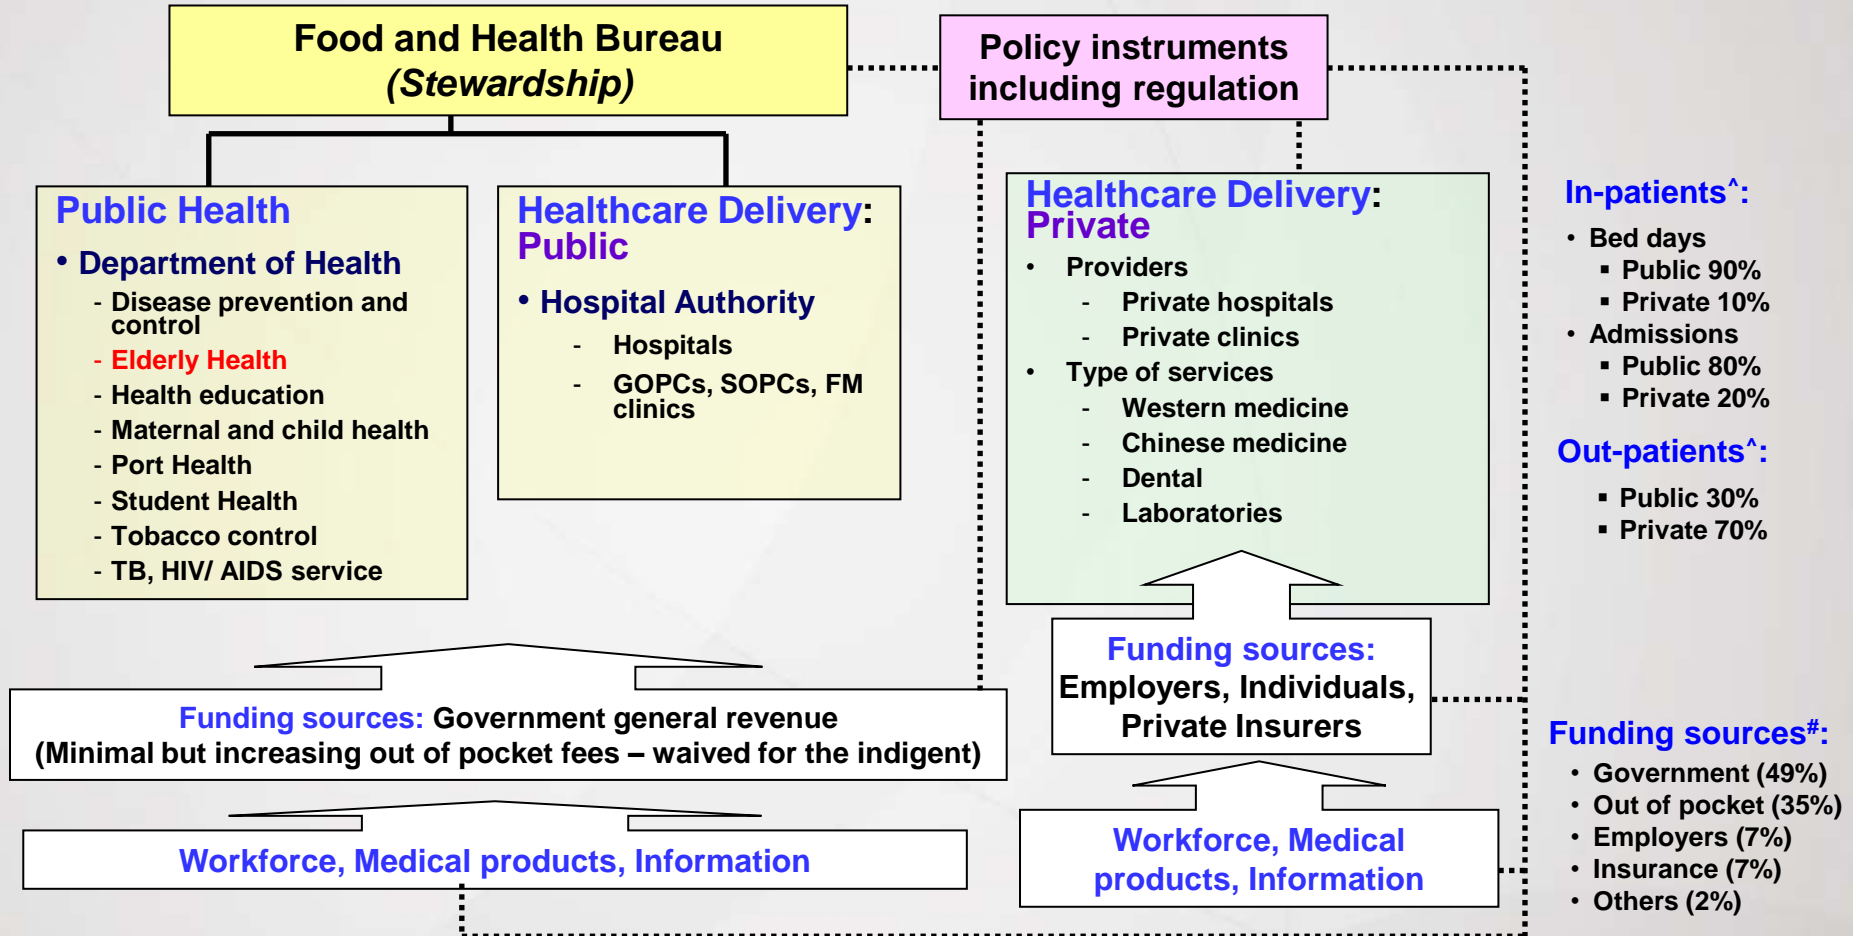 Food and Health Bureau
(Stewardship)
Policy instruments
including regulation
Public Health
• Department of Health
- Disease prevention and
control
- Elderly Health
- Health education
- Maternal and child health
- Port Health
- Student Health
- Tobacco control
- TB, HIV/ AIDS service
Healthcare Delivery:
Public
• Hospital Authority
- Hospitals
- GOPCs, SOPCs, FM
clinics
Healthcare Delivery:
Private
• Providers
- Private hospitals
- Private clinics
• Type of services
- Western medicine
- Chinese medicine
- Dental
- Laboratories
In-patients^:
• Bed days
▪ Public 90%
▪ Private 10%
• Admissions
▪ Public 80%
▪ Private 20%
Out-patients^:
▪ Public 30%
▪ Private 70%
Funding sources: Government general revenue
(Minimal but increasing out of pocket fees – waived for the indigent)
Workforce, Medical products, Information
Funding sources:
Employers, Individuals,
Private Insurers
Workforce, Medical
products, Information
Funding sources#:
• Government (49%)
• Out of pocket (35%)
• Employers (7%)
• Insurance (7%)
• Others (2%)